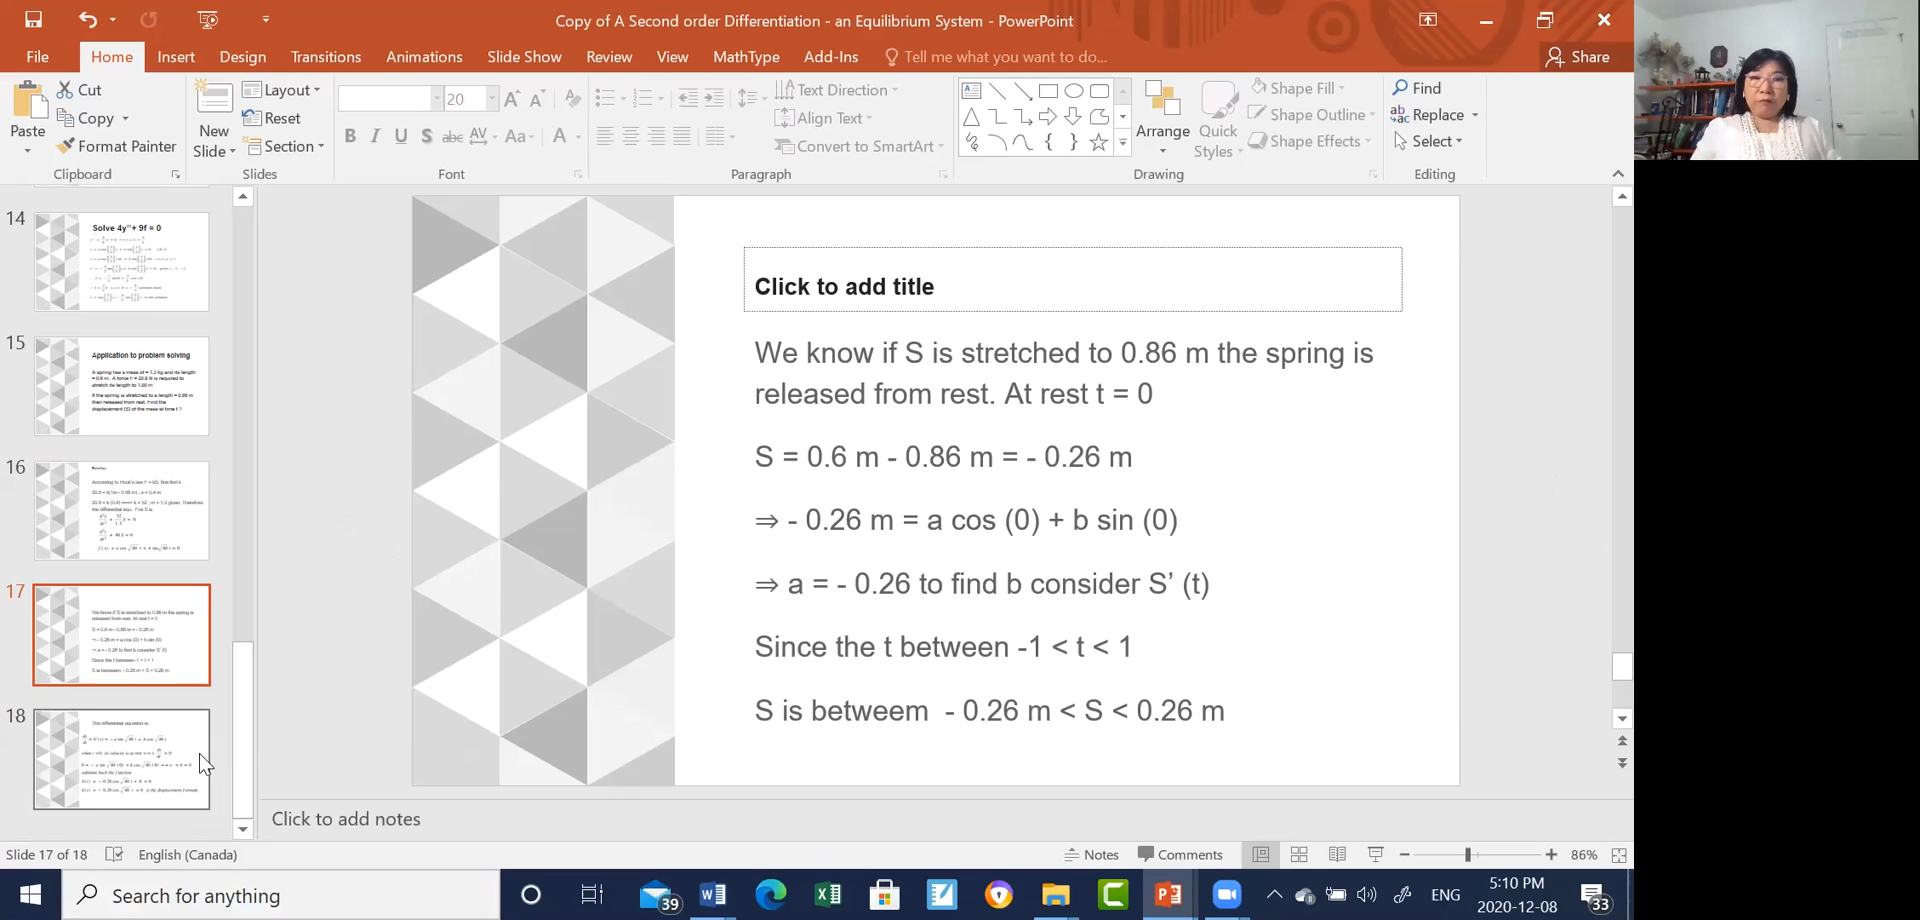 Copy of A Second order Differentiation - an Equilibrium System - PowerPoint
File Home Insert Design Transitions Animations Slide Show Review View MathType Add-Ins Tell me what you want to do... Share
Paste
Cut
Copy
Format Painter
Clipboard
New
Slide
Layout
Reset
Section
Slides
20
B I U S abc AV Aa A
Font
Text Direction
Align Text
Convert to SmartArt
Paragraph
Arrange
Quick
Styles
Shape Fill
Shape Outline
Shape Effects
Drawing
Find
Replace
Select
Editing
14
Solve 4y''+ 9f = 0
15
Application to problem solving
16
17
18
The differential equation is
Click to add title
We know if S is stretched to 0.86 m the spring is
released from rest. At rest t = 0
S = 0.6 m - 0.86 m = - 0.26 m
⇒ - 0.26 m = a cos (0) + b sin (0)
⇒ a = - 0.26 to find b consider S’ (t)
Since the t between -1 < t < 1
S is betweem - 0.26 m < S < 0.26 m
Click to add notes
Slide 17 of 18 English (Canada) Notes Comments 86%
Search for anything
39
ENG
5:10 PM
2020-12-08
33